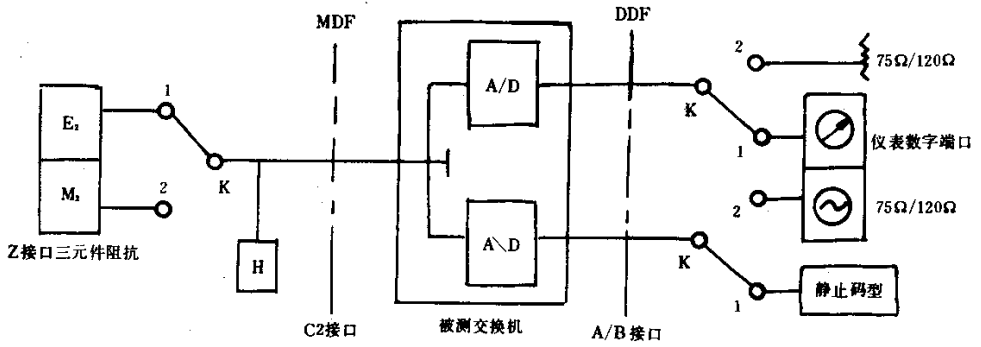 MDF
DDF
2
75Ω/120Ω
1
A/D
K
E₂
仪表数字端口
1
M₂
2
K
2
75Ω/120Ω
Z接口三元件阻抗
H
A\D
K
静止码型
1
C2接口
被测交换机
A/B接口